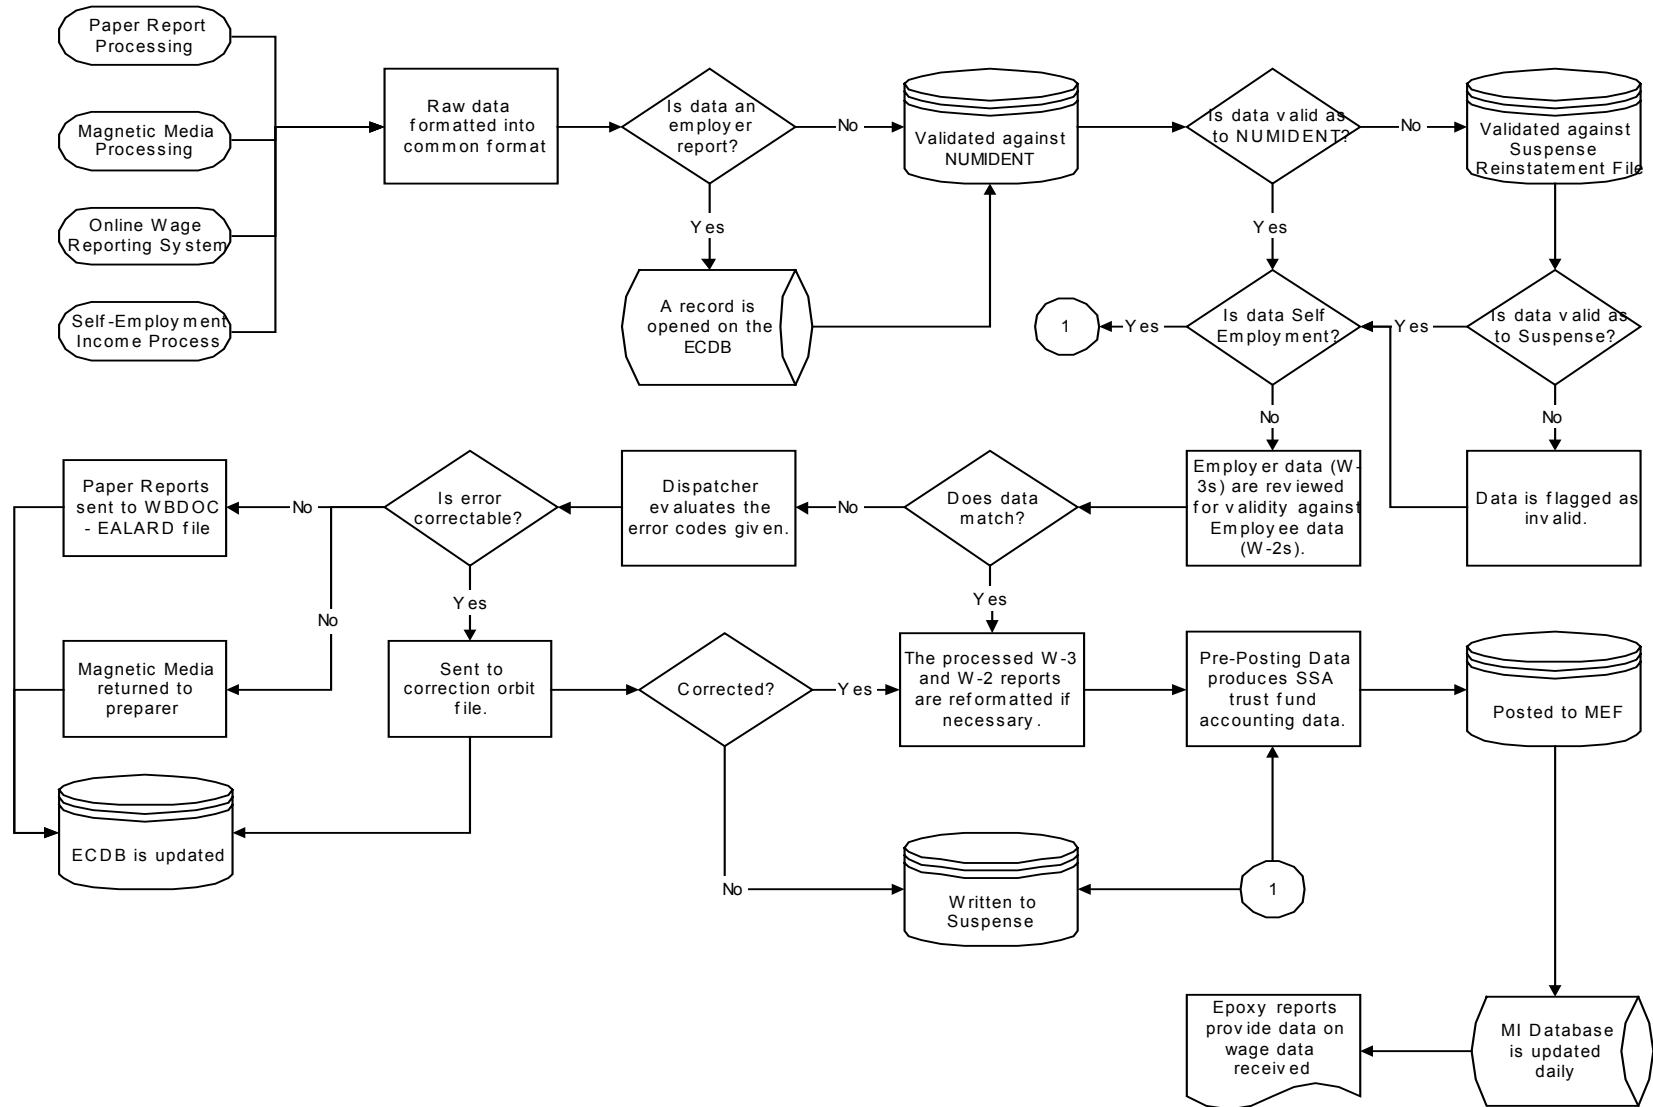 Paper Report
Processing
Magnetic Media
Processing
Online Wage
Reporting System
Self-Employment
Income Process
Raw data
formatted into
common format
Is data an
employer
report?
No
Yes
A record is
opened on the
ECDB
Validated against
NUMIDENT
Is data valid as
to NUMIDENT?
No
Yes
Validated against
Suspense
Reinstatement File
Is data valid as
to Suspense?
Yes
No
Is data Self
Employment?
Yes
1
No
Data is flagged as
invalid.
Employer data (W-
3s) are reviewed
for validity against
Employee data
(W-2s).
Does data
match?
No
Yes
Dispatcher
evaluates the
error codes given.
Is error
correctable?
No
No
Yes
Paper Reports
sent to WBDOC
- EALARD file
Magnetic Media
returned to
preparer
ECDB is updated
Sent to
correction orbit
file.
Corrected?
Yes
No
The processed W-3
and W-2 reports
are reformatted if
necessary.
Pre-Posting Data
produces SSA
trust fund
accounting data.
Posted to MEF
Written to
Suspense
1
Epoxy reports
provide data on
wage data
received
MI Database
is updated
daily